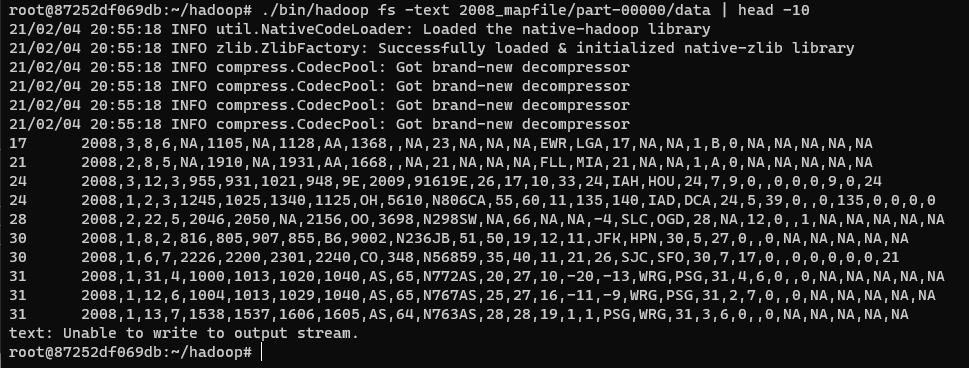 root@87252df069db:~/hadoop# ./bin/hadoop fs -text 2008_mapfile/part-00000/data | head -10
21/02/04 20:55:18 INFO util.NativeCodeLoader: Loaded the native-hadoop library
21/02/04 20:55:18 INFO zlib.ZlibFactory: Successfully loaded & initialized native-zlib library
21/02/04 20:55:18 INFO compress.CodecPool: Got brand-new decompressor
21/02/04 20:55:18 INFO compress.CodecPool: Got brand-new decompressor
21/02/04 20:55:18 INFO compress.CodecPool: Got brand-new decompressor
21/02/04 20:55:18 INFO compress.CodecPool: Got brand-new decompressor
17 2008,3,8,6,NA,1105,NA,1128,AA,1368,,NA,23,NA,NA,NA,EWR,LGA,17,NA,NA,1,B,0,NA,NA,NA,NA,NA
21 2008,2,8,5,NA,1910,NA,1931,AA,1668,,NA,21,NA,NA,NA,FLL,MIA,21,NA,NA,1,A,0,NA,NA,NA,NA,NA
24 2008,3,12,3,955,931,1021,948,9E,2009,91619E,26,17,10,33,24,IAH,HOU,24,7,9,0,,0,0,0,9,0,24
24 2008,1,2,3,1245,1025,1340,1125,OH,5610,N806CA,55,60,11,135,140,IAD,DCA,24,5,39,0,,0,135,0,0,0,0
28 2008,2,22,5,2046,2050,NA,2156,OO,3698,N298SW,NA,66,NA,NA,-4,SLC,OGD,28,NA,12,0,,1,NA,NA,NA,NA,NA
30 2008,1,8,2,816,805,907,855,B6,9002,N236JB,51,50,19,12,11,JFK,HPN,30,5,27,0,,0,NA,NA,NA,NA,NA
30 2008,1,6,7,2226,2200,2301,2240,CO,348,N56859,35,40,11,21,26,SJC,SFO,30,7,17,0,,0,0,0,0,0,21
31 2008,1,31,4,1000,1013,1020,1040,AS,65,N772AS,20,27,10,-20,-13,WRG,PSG,31,4,6,0,,0,NA,NA,NA,NA,NA
31 2008,1,12,6,1004,1013,1029,1040,AS,65,N767AS,25,27,16,-11,-9,WRG,PSG,31,2,7,0,,0,NA,NA,NA,NA,NA
31 2008,1,13,7,1538,1537,1606,1605,AS,64,N763AS,28,28,19,1,1,PSG,WRG,31,3,6,0,,0,NA,NA,NA,NA,NA
text: Unable to write to output stream.
root@87252df069db:~/hadoop#